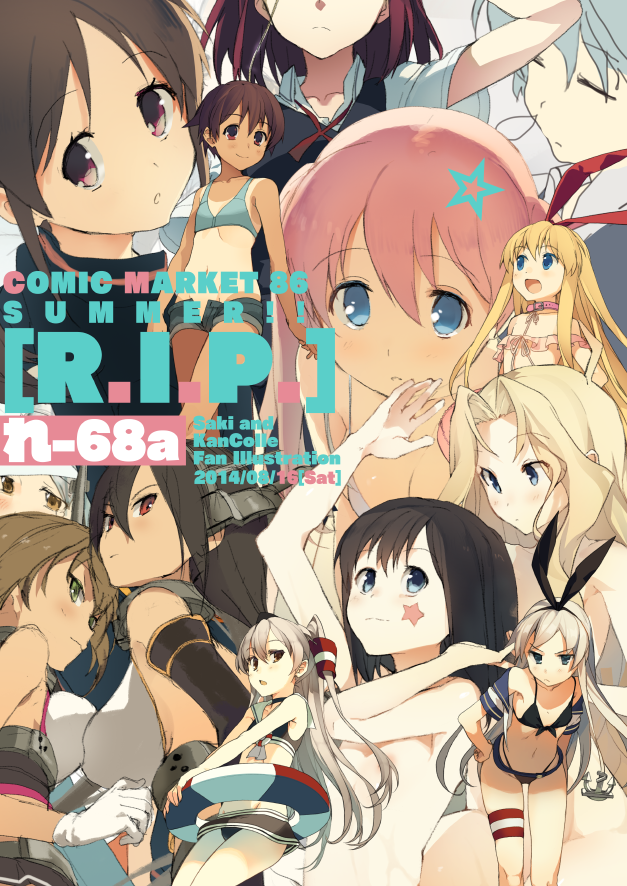 COMIC MARKET 86
SUMMER!!
[R.I.P.]
れ-68a
Saki and
KanColle
Fan Illustration
2014/08/16[Sat]